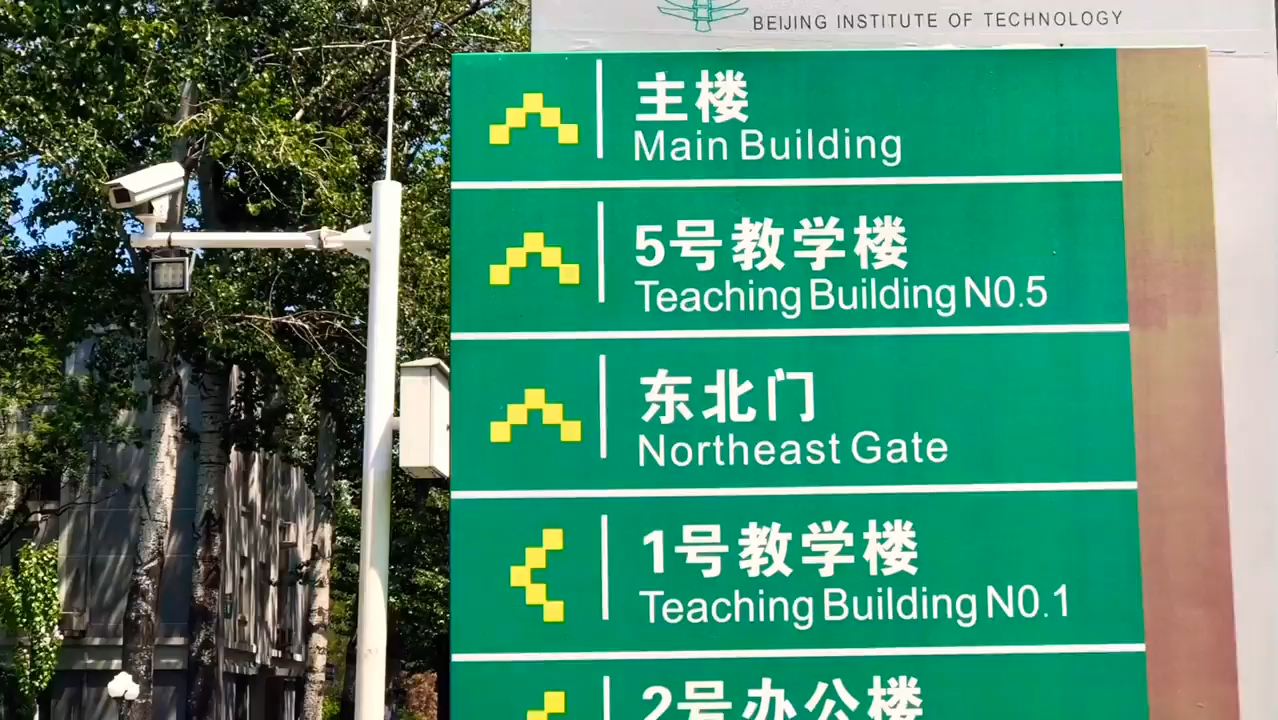 BEIJING INSTITUTE OF TECHNOLOGY
主楼
Main Building
5号教学楼
Teaching Building N0.5
东北门
Northeast Gate
1号教学楼
Teaching Building N0.1
2号办公楼